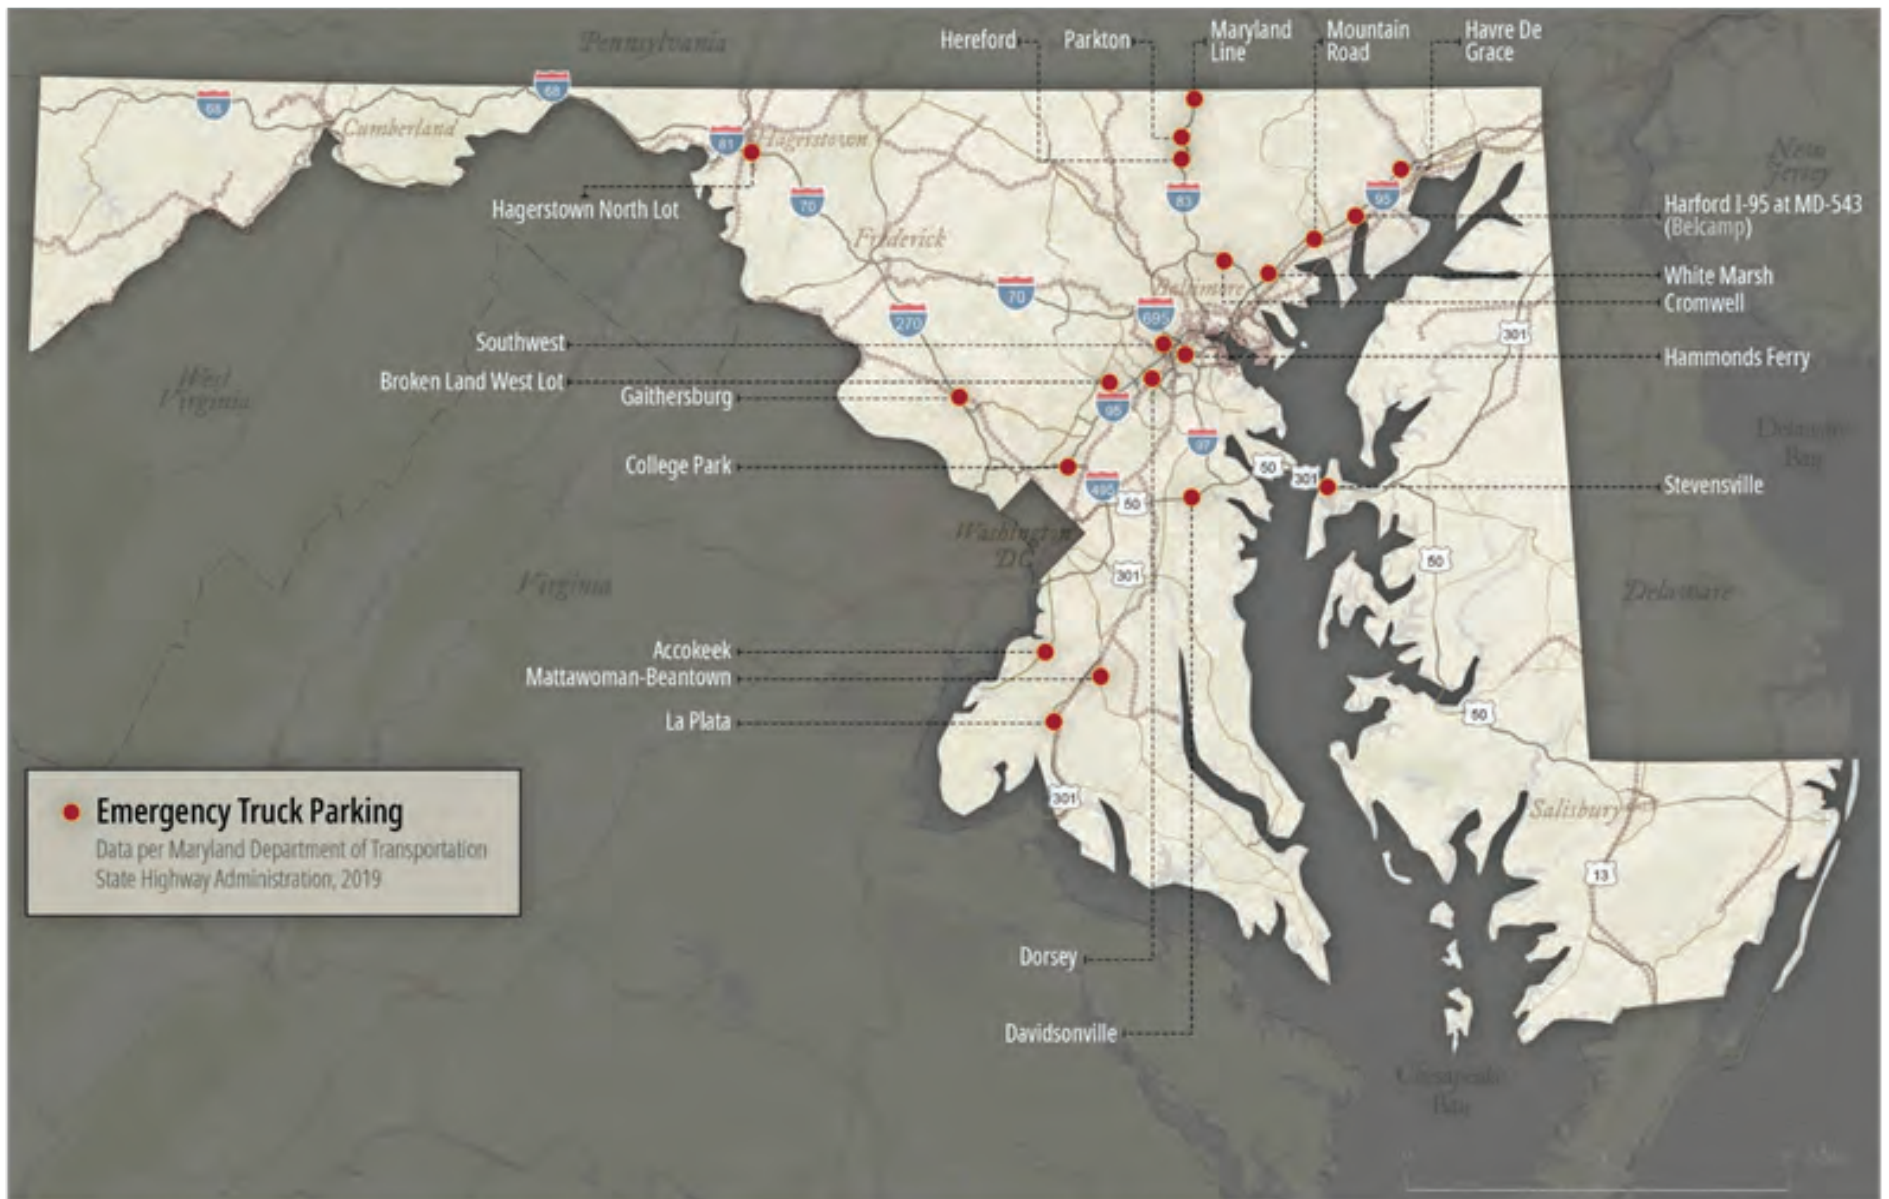 Pennsylvania
Hereford
Parkton
Maryland
Line
Mountain
Road
Havre De
Grace
68
68
Cumberland
81
Hagerstown
New
Jersey
Hagerstown North Lot
70
83
95
Harford I-95 at MD-543
(Belcamp)
Frederick
White Marsh
Cromwell
Baltimore
70
270
695
301
Southwest
Hammonds Ferry
Broken Land West Lot
Gaithersburg
95
West
Virginia
Delaware
Bay
97
College Park
50
301
495
50
Stevensville
Washington
DC
Virginia
301
50
Delaware
Accokeek
Mattawoman-Beantown
La Plata
50
301
Salisbury
13
Emergency Truck Parking
Data per Maryland Department of Transportation
State Highway Administration, 2019
Dorsey
Davidsonville
Chesapeake
Bay